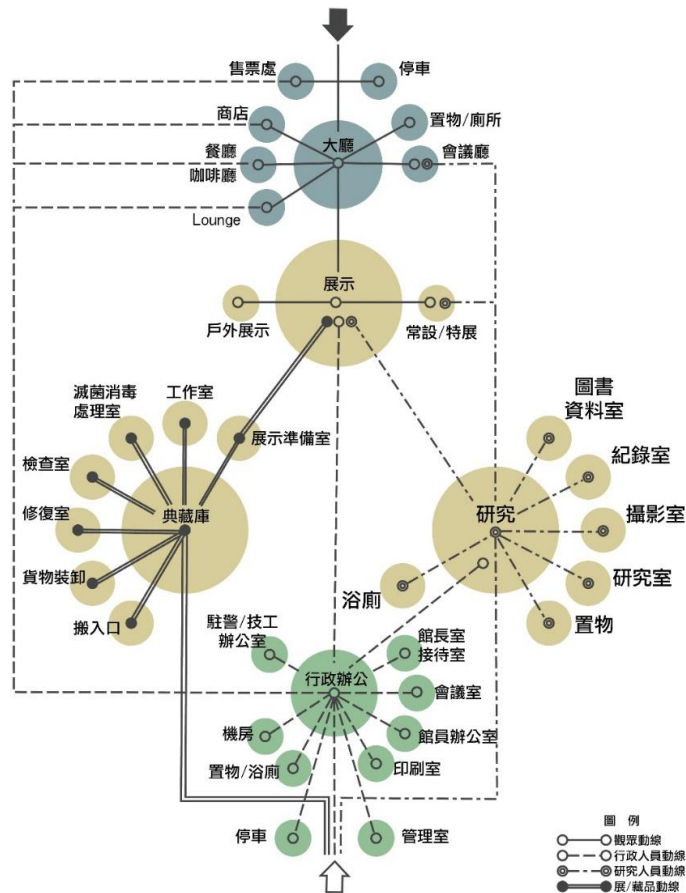 售票處
停車
商店
置物/廁所
大廳
餐廳
咖啡廳
會議廳
Lounge
展示
戶外展示
常設/特展
滅菌消毒
處理室
工作室
展示準備室
檢查室
典藏庫
修復室
貨物裝卸
搬入口
圖書
資料室
紀錄室
研究
攝影室
研究室
浴廁
置物
駐警/技工
辦公室
館長室
接待室
行政辦公
會議室
機房
館員辦公室
置物/浴廁
印刷室
停車
管理室
圖 例
觀眾動線
行政人員動線
研究人員動線
展/藏品動線